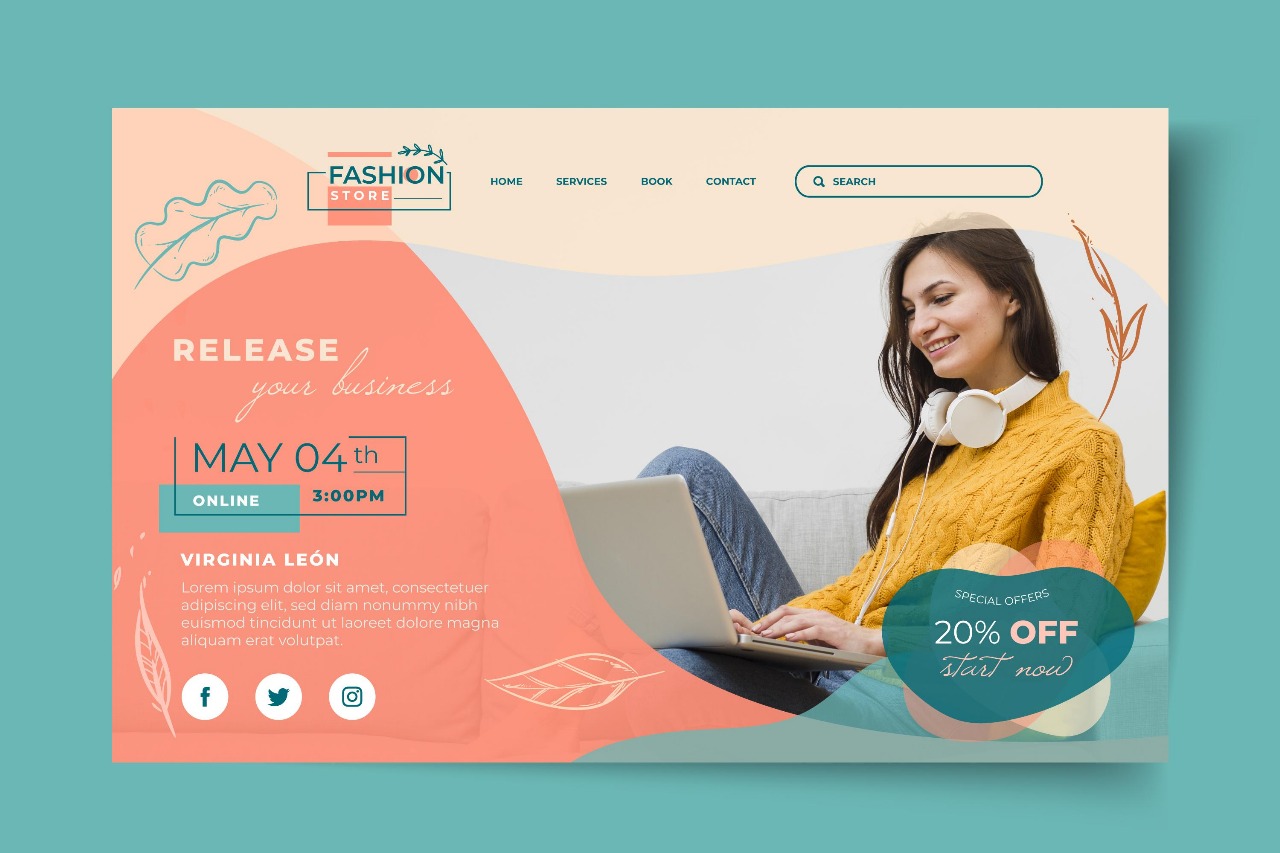 FASHION
STORE
HOME SERVICES BOOK CONTACT
SEARCH
RELEASE
your business
MAY 04th
ONLINE
3:00PM
VIRGINIA LEÓN
Lorem ipsum dolor sit amet, consectetuer
adipiscing elit, sed diam nonummy nibh
euismod tincidunt ut laoreet dolore magna
aliquam erat volutpat.
SPECIAL OFFERS
20% OFF
start now